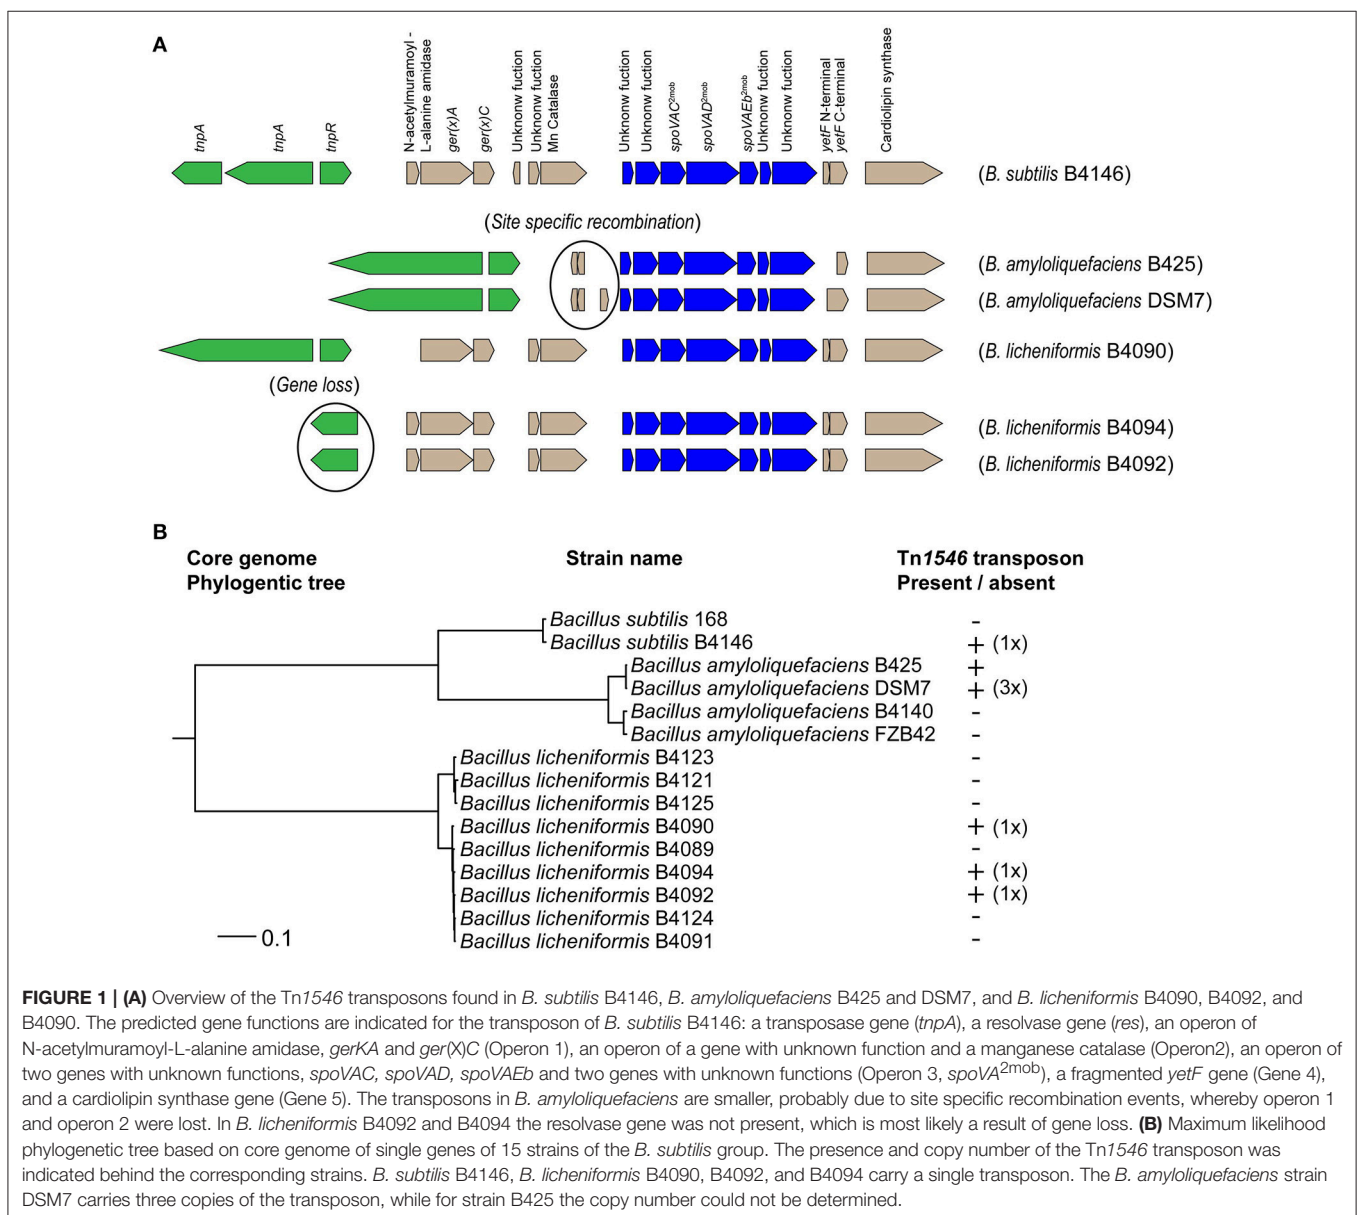 A
tnpA
tnpA
tnpR
N-acetylmuramoyl -
L-alanine amidase
ger(x)A
ger(x)C
Unknonw fuction
Unknonw fuction
Mn Catalase
Unknonw fuction
Unknonw fuction
spoVAC2mob
spoVAD2mob
spoVAEb2mob
Unknonw fuction
Unknonw fuction
yetF N-terminal
yetF C-terminal
Cardiolipin synthase
(B. subtilis B4146)
(Site specific recombination)
(B. amyloliquefaciens B425)
(B. amyloliquefaciens DSM7)
(B. licheniformis B4090)
(Gene loss)
(B. licheniformis B4094)
(B. licheniformis B4092)
B
Core genome Strain name Tn1546 transposon
Phylogentic tree Present / absent
Bacillus subtilis 168 -
Bacillus subtilis B4146 + (1x)
Bacillus amyloliquefaciens B425 +
Bacillus amyloliquefaciens DSM7 + (3x)
Bacillus amyloliquefaciens B4140 -
Bacillus amyloliquefaciens FZB42 -
Bacillus licheniformis B4123 -
Bacillus licheniformis B4121 -
Bacillus licheniformis B4125 -
Bacillus licheniformis B4090 + (1x)
Bacillus licheniformis B4089 -
Bacillus licheniformis B4094 + (1x)
Bacillus licheniformis B4092 + (1x)
Bacillus licheniformis B4124 -
Bacillus licheniformis B4091 -
0.1
FIGURE 1 | (A) Overview of the Tn1546 transposons found in B. subtilis B4146, B. amyloliquefaciens B425 and DSM7, and B. licheniformis B4090, B4092, and
B4090. The predicted gene functions are indicated for the transposon of B. subtilis B4146: a transposase gene (tnpA), a resolvase gene (res), an operon of
N-acetylmuramoyl-L-alanine amidase, gerKA and ger(X)C (Operon 1), an operon of a gene with unknown function and a manganese catalase (Operon2), an operon of
two genes with unknown functions, spoVAC, spoVAD, spoVAEb and two genes with unknown functions (Operon 3, spoVA2mob), a fragmented yetF gene (Gene 4),
and a cardiolipin synthase gene (Gene 5). The transposons in B. amyloliquefaciens are smaller, probably due to site specific recombination events, whereby operon 1
and operon 2 were lost. In B. licheniformis B4092 and B4094 the resolvase gene was not present, which is most likely a result of gene loss. (B) Maximum likelihood
phylogenetic tree based on core genome of single genes of 15 strains of the B. subtilis group. The presence and copy number of the Tn1546 transposon was
indicated behind the corresponding strains. B. subtilis B4146, B. licheniformis B4090, B4092, and B4094 carry a single transposon. The B. amyloliquefaciens strain
DSM7 carries three copies of the transposon, while for strain B425 the copy number could not be determined.